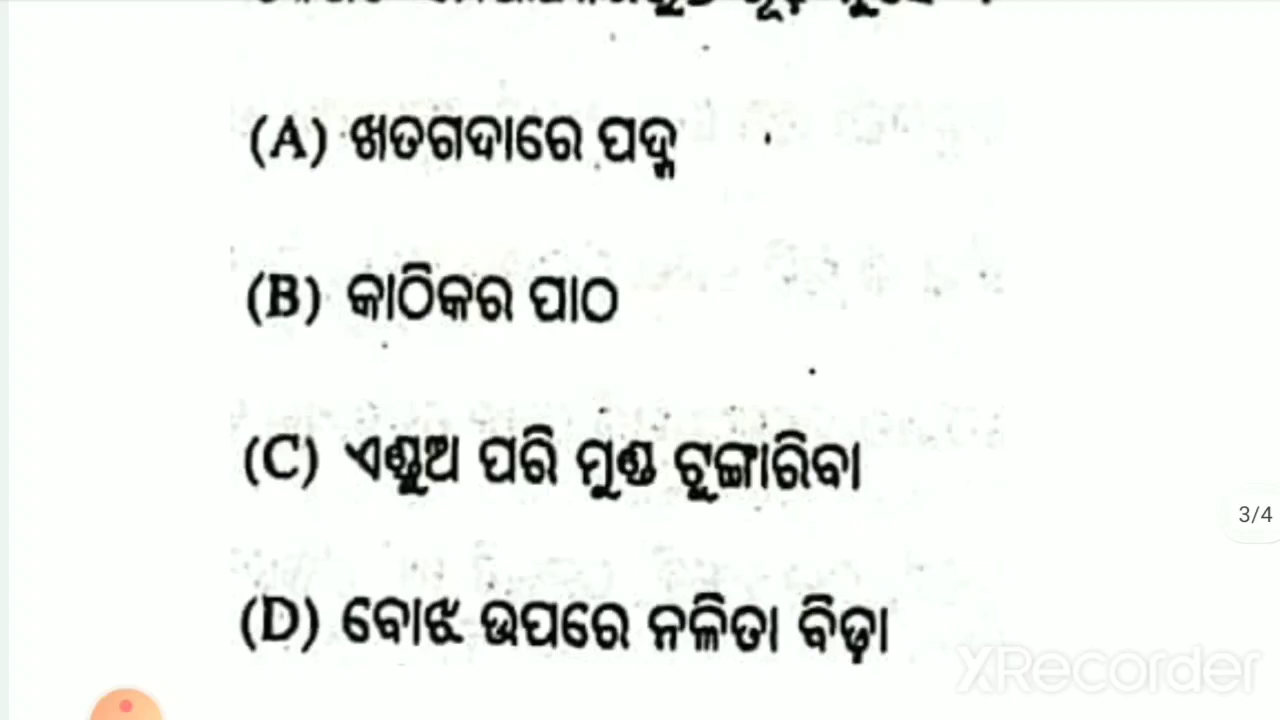 (A) ଖତଗଦାରେ ପଦ୍ମ
(B) କାଠିକର ପାଠ
(C) ଏଣ୍ଡୁଅ ପରି ମୁଣ୍ଡ ଟୁଙ୍ଗାରିବା
3/4
(D) ବୋଝ ଉପରେ ନଳିତା ବିଡ଼ା
XRecorder